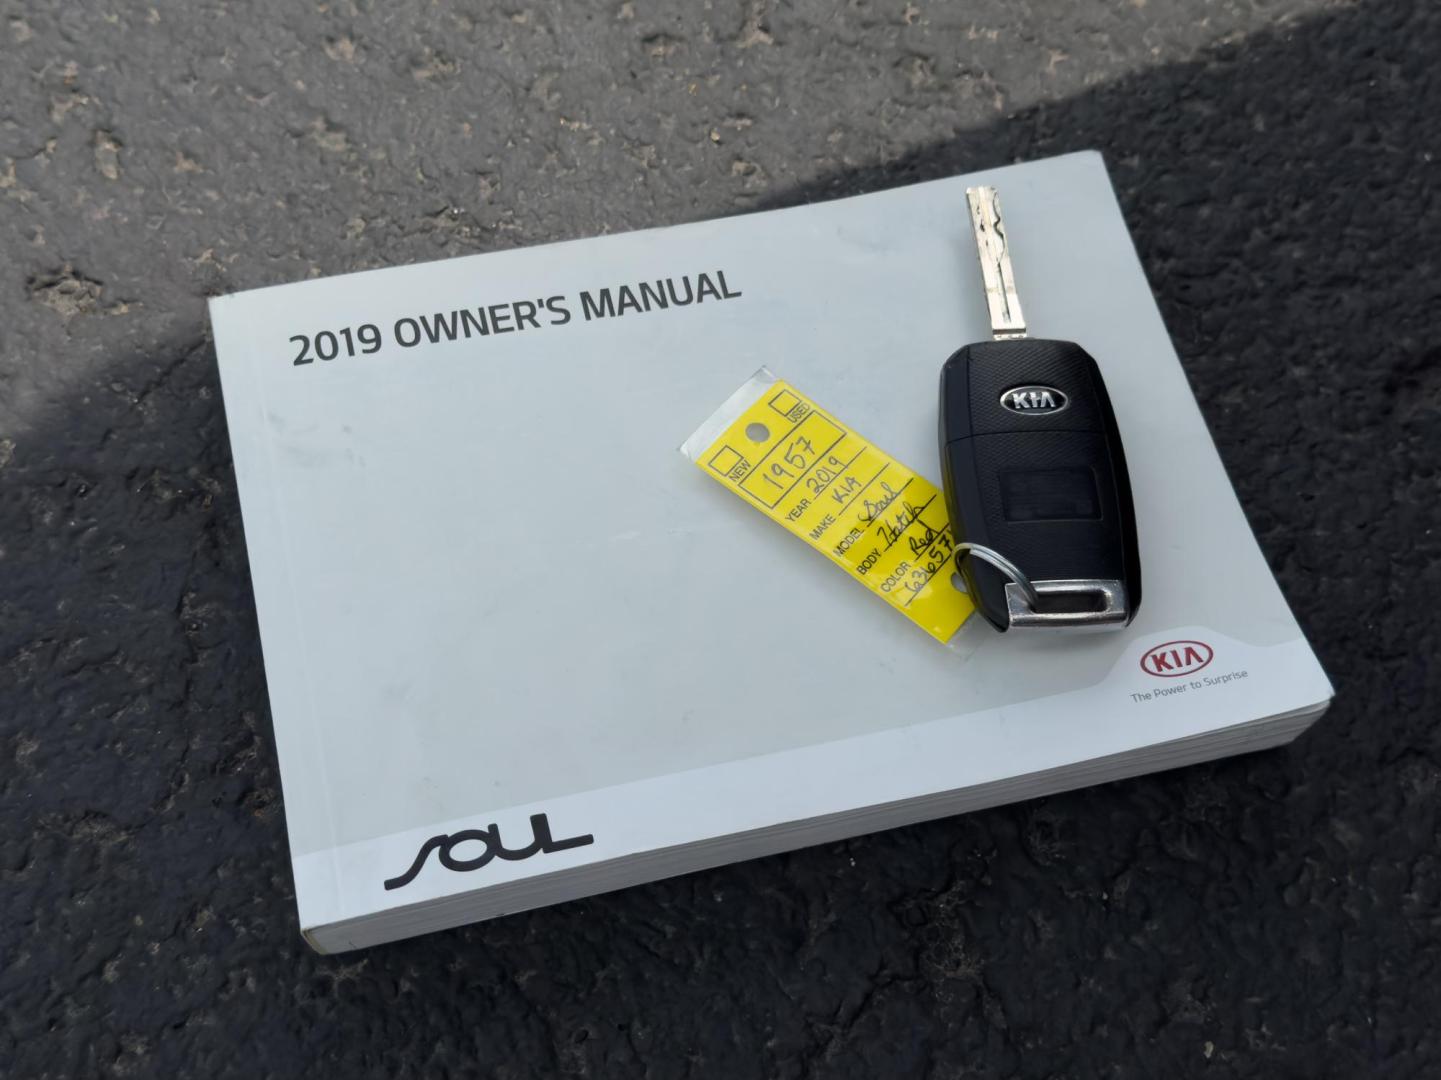 2019 OWNER'S MANUAL
NEW USED
1957
YEAR 2019
MAKE KIA
MODEL Soul
BODY Hatch
COLOR Red
63657
KIA
KIA
The Power to Surprise
SOUL